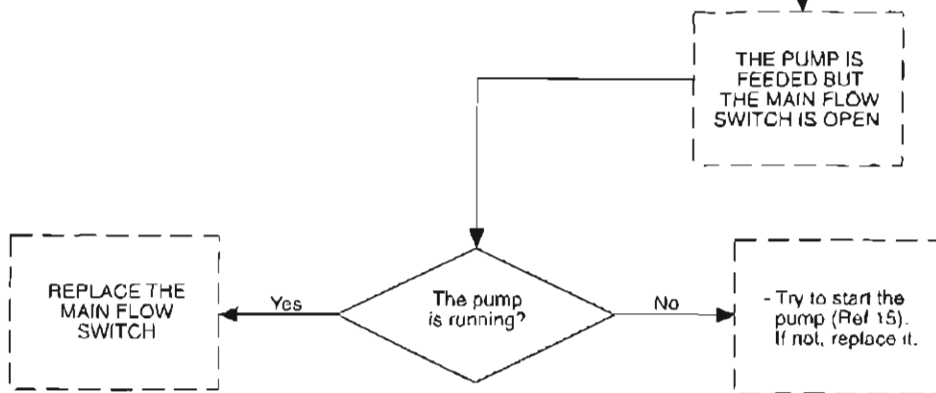 THE PUMP IS
FEEDED BUT
THE MAIN FLOW
SWITCH IS OPEN
REPLACE THE
MAIN FLOW
SWITCH
Yes
The pump
is running?
No
- Try to start the
pump (Ref 15).
If not, replace it.